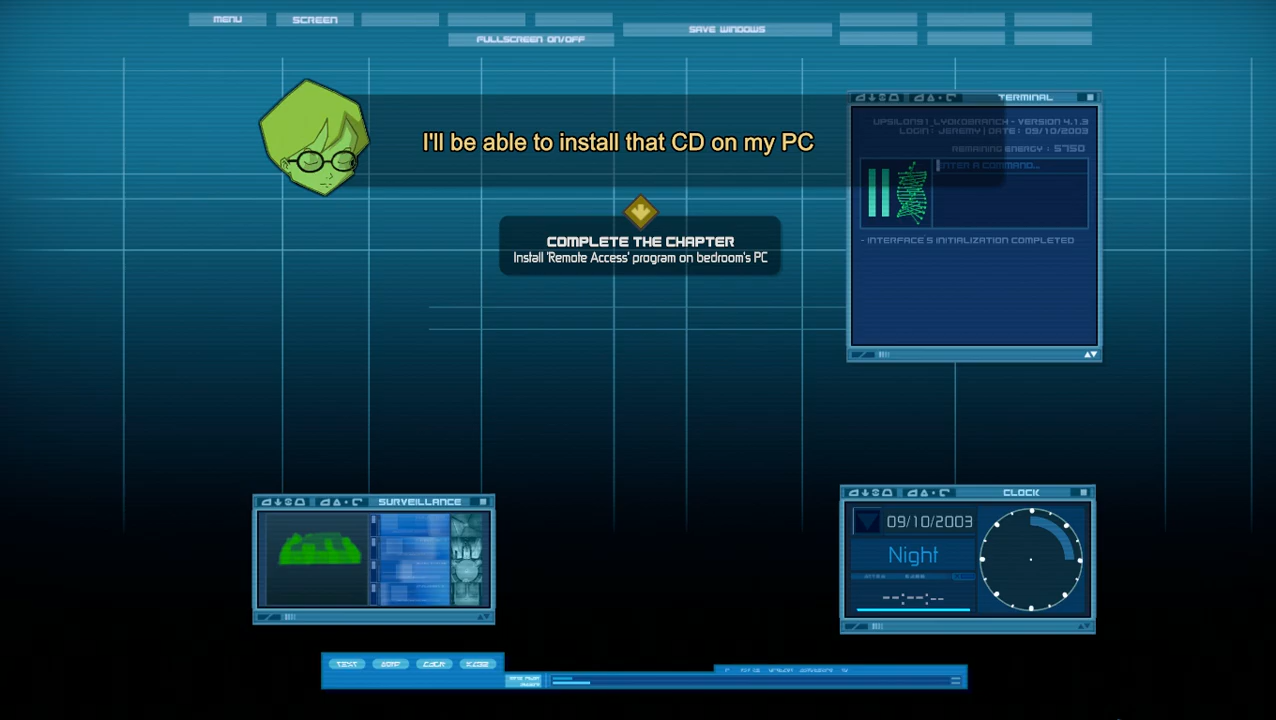 MENU
SCREEN
FULLSCREEN ON/OFF
SAVE WINDOWS
I'll be able to install that CD on my PC
COMPLETE THE CHAPTER
Install 'Remote Access' program on bedroom's PC
TERMINAL
UPSILON91_LYOKOBRANCH - VERSION 4.1.3
LOGIN : JEREMY | DATE : 09/10/2003
REMAINING ENERGY : 5750
ENTER A COMMAND...
- INTERFACE'S INITIALIZATION COMPLETED
SURVEILLANCE
CLOCK
09/10/2003
Night
--:--:--
TEXT